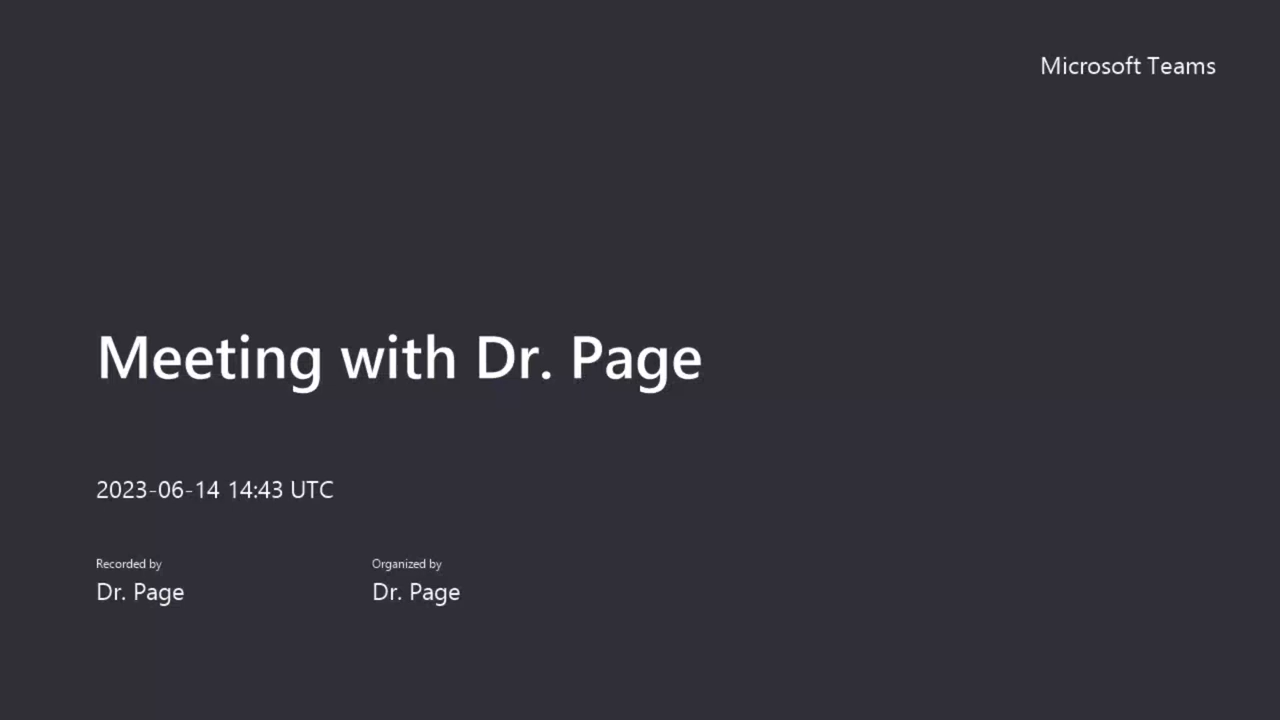 Microsoft Teams
Meeting with Dr. Page
2023-06-14 14:43 UTC
Recorded by
Dr. Page
Organized by
Dr. Page